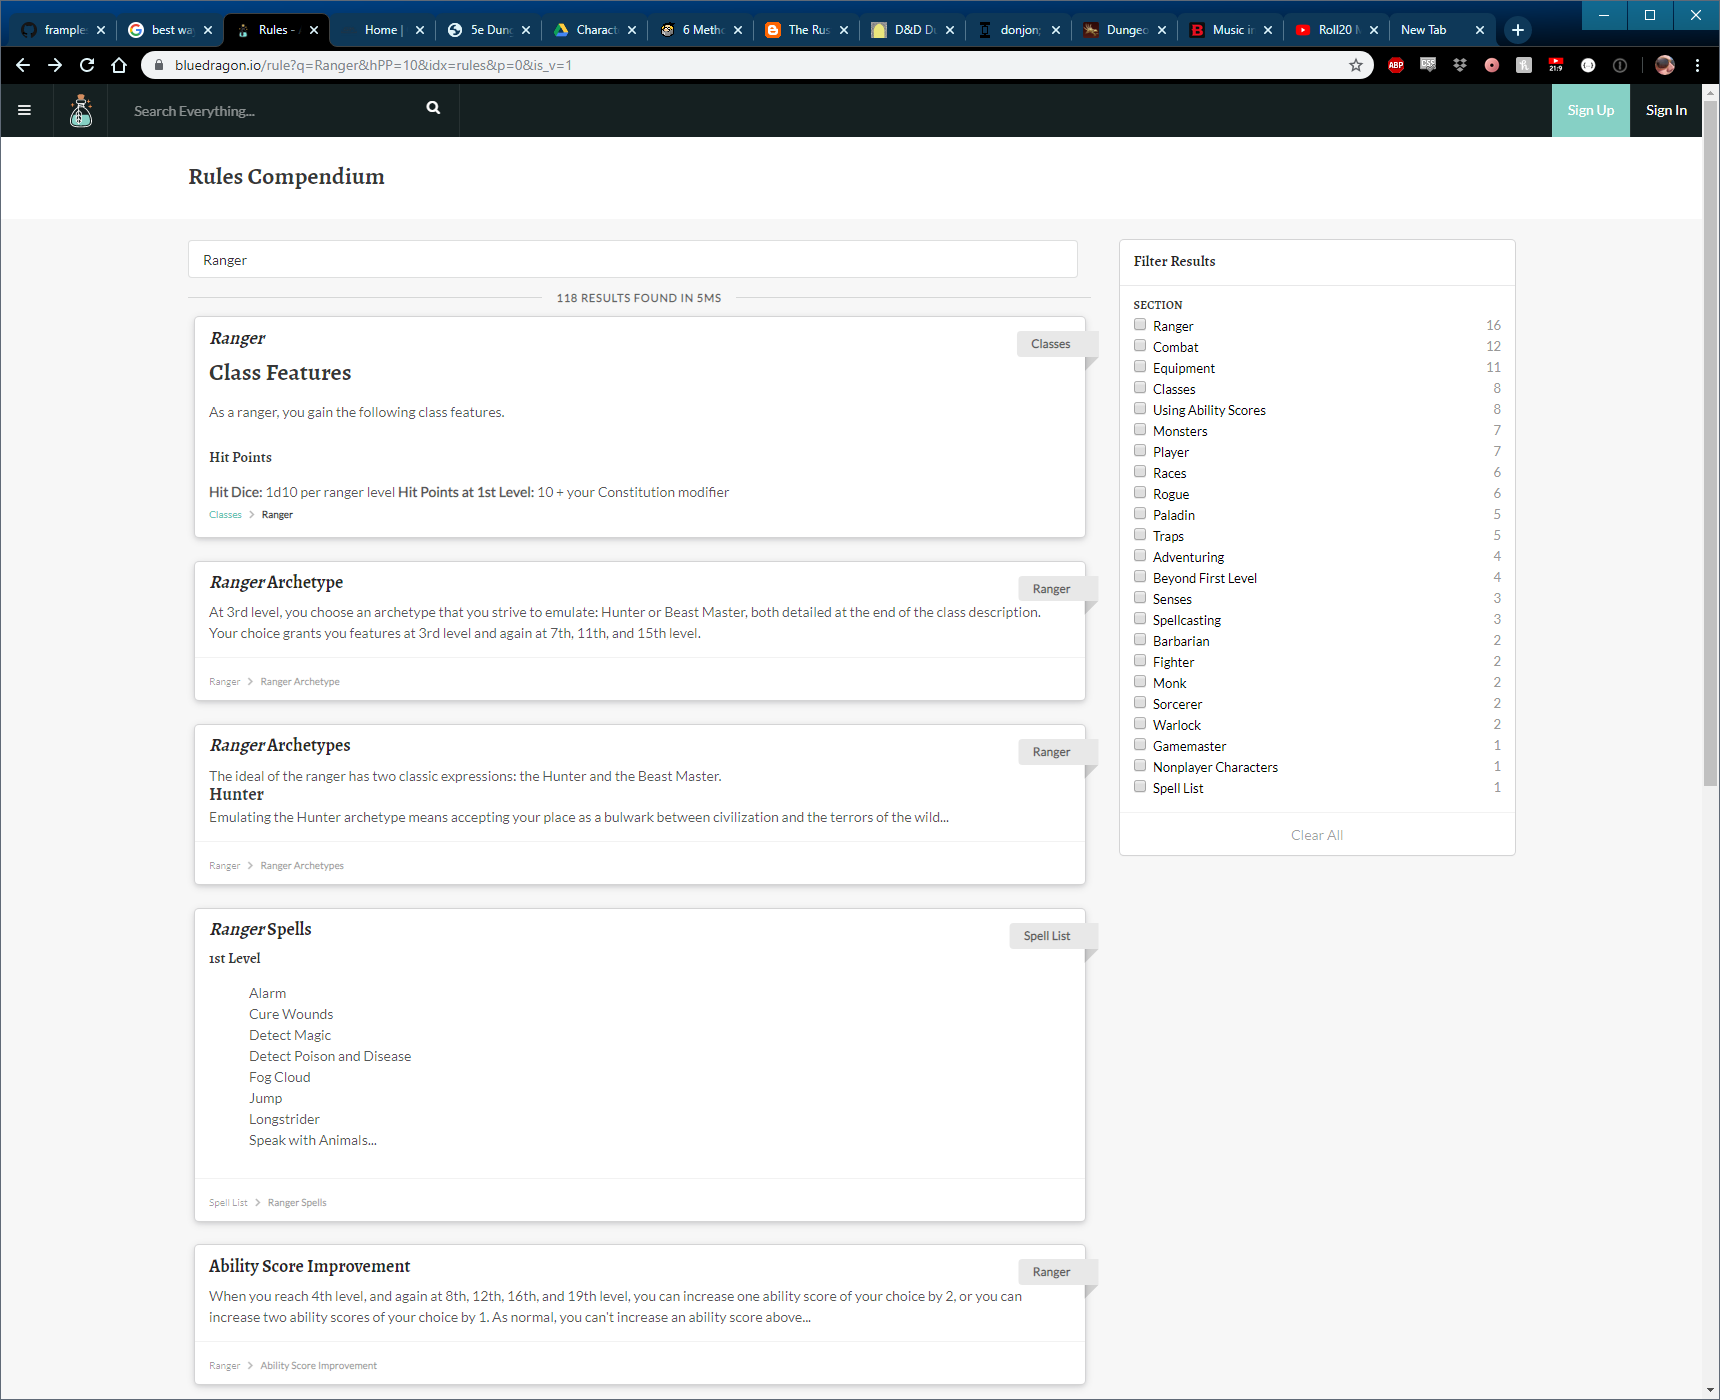 frample:
best wa
Rules -
Home |
5e Dung
Charact
6 Metho
The Rus
D&D Du
donjon;
Dungeo
Music in
Roll20 M
New Tab
bluedragon.io/rule?q=Ranger&hPP=10&idx=rules&p=0&is_v=1
ABP
21:9
Search Everything...
Sign Up
Sign In
Rules Compendium
Ranger
118 RESULTS FOUND IN 5MS
Ranger
Classes
Class Features
As a ranger, you gain the following class features.
Hit Points
Hit Dice: 1d10 per ranger level Hit Points at 1st Level: 10 + your Constitution modifier
Classes > Ranger
Ranger Archetype
Ranger
At 3rd level, you choose an archetype that you strive to emulate: Hunter or Beast Master, both detailed at the end of the class description.
Your choice grants you features at 3rd level and again at 7th, 11th, and 15th level.
Ranger > Ranger Archetype
Ranger Archetypes
Ranger
The ideal of the ranger has two classic expressions: the Hunter and the Beast Master.
Hunter
Emulating the Hunter archetype means accepting your place as a bulwark between civilization and the terrors of the wild...
Ranger > Ranger Archetypes
Ranger Spells
Spell List
1st Level
Alarm
Cure Wounds
Detect Magic
Detect Poison and Disease
Fog Cloud
Jump
Longstrider
Speak with Animals...
Spell List > Ranger Spells
Ability Score Improvement
Ranger
When you reach 4th level, and again at 8th, 12th, 16th, and 19th level, you can increase one ability score of your choice by 2, or you can
increase two ability scores of your choice by 1. As normal, you can't increase an ability score above...
Ranger > Ability Score Improvement
Filter Results
SECTION
Ranger 16
Combat 12
Equipment 11
Classes 8
Using Ability Scores 8
Monsters 7
Player 7
Races 6
Rogue 6
Paladin 5
Traps 5
Adventuring 4
Beyond First Level 4
Senses 3
Spellcasting 3
Barbarian 2
Fighter 2
Monk 2
Sorcerer 2
Warlock 2
Gamemaster 1
Nonplayer Characters 1
Spell List 1
Clear All